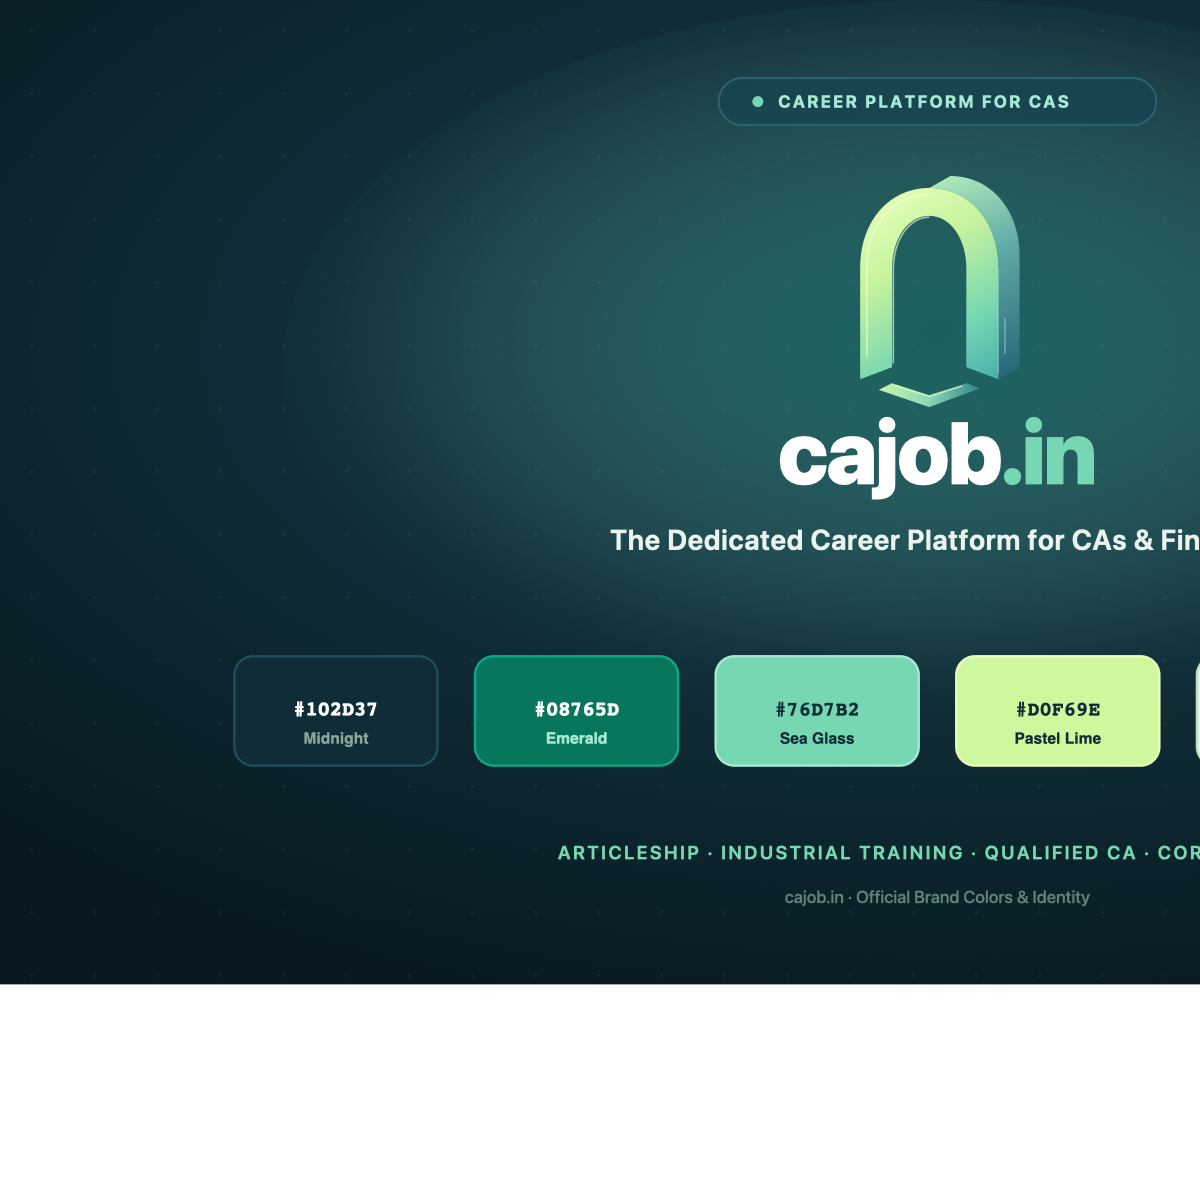 CAREER PLATFORM FOR CAS
cajob.in
The Dedicated Career Platform for CAs & Fin
#102D37
Midnight
#08765D
Emerald
#76D7B2
Sea Glass
#D0F69E
Pastel Lime
ARTICLESHIP · INDUSTRIAL TRAINING · QUALIFIED CA · COR
cajob.in · Official Brand Colors & Identity